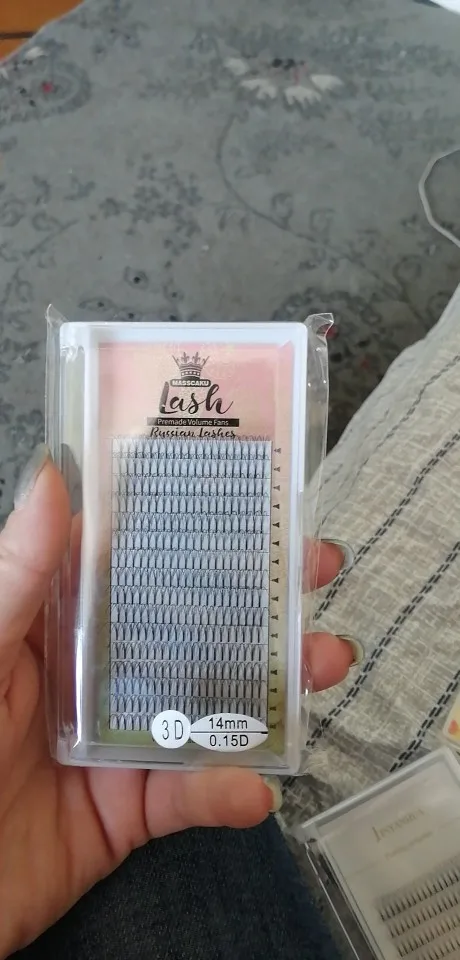 MASSCAKU
Lash
Premade Volume Fans
Russian Lashes
3D
14mm
0.15D